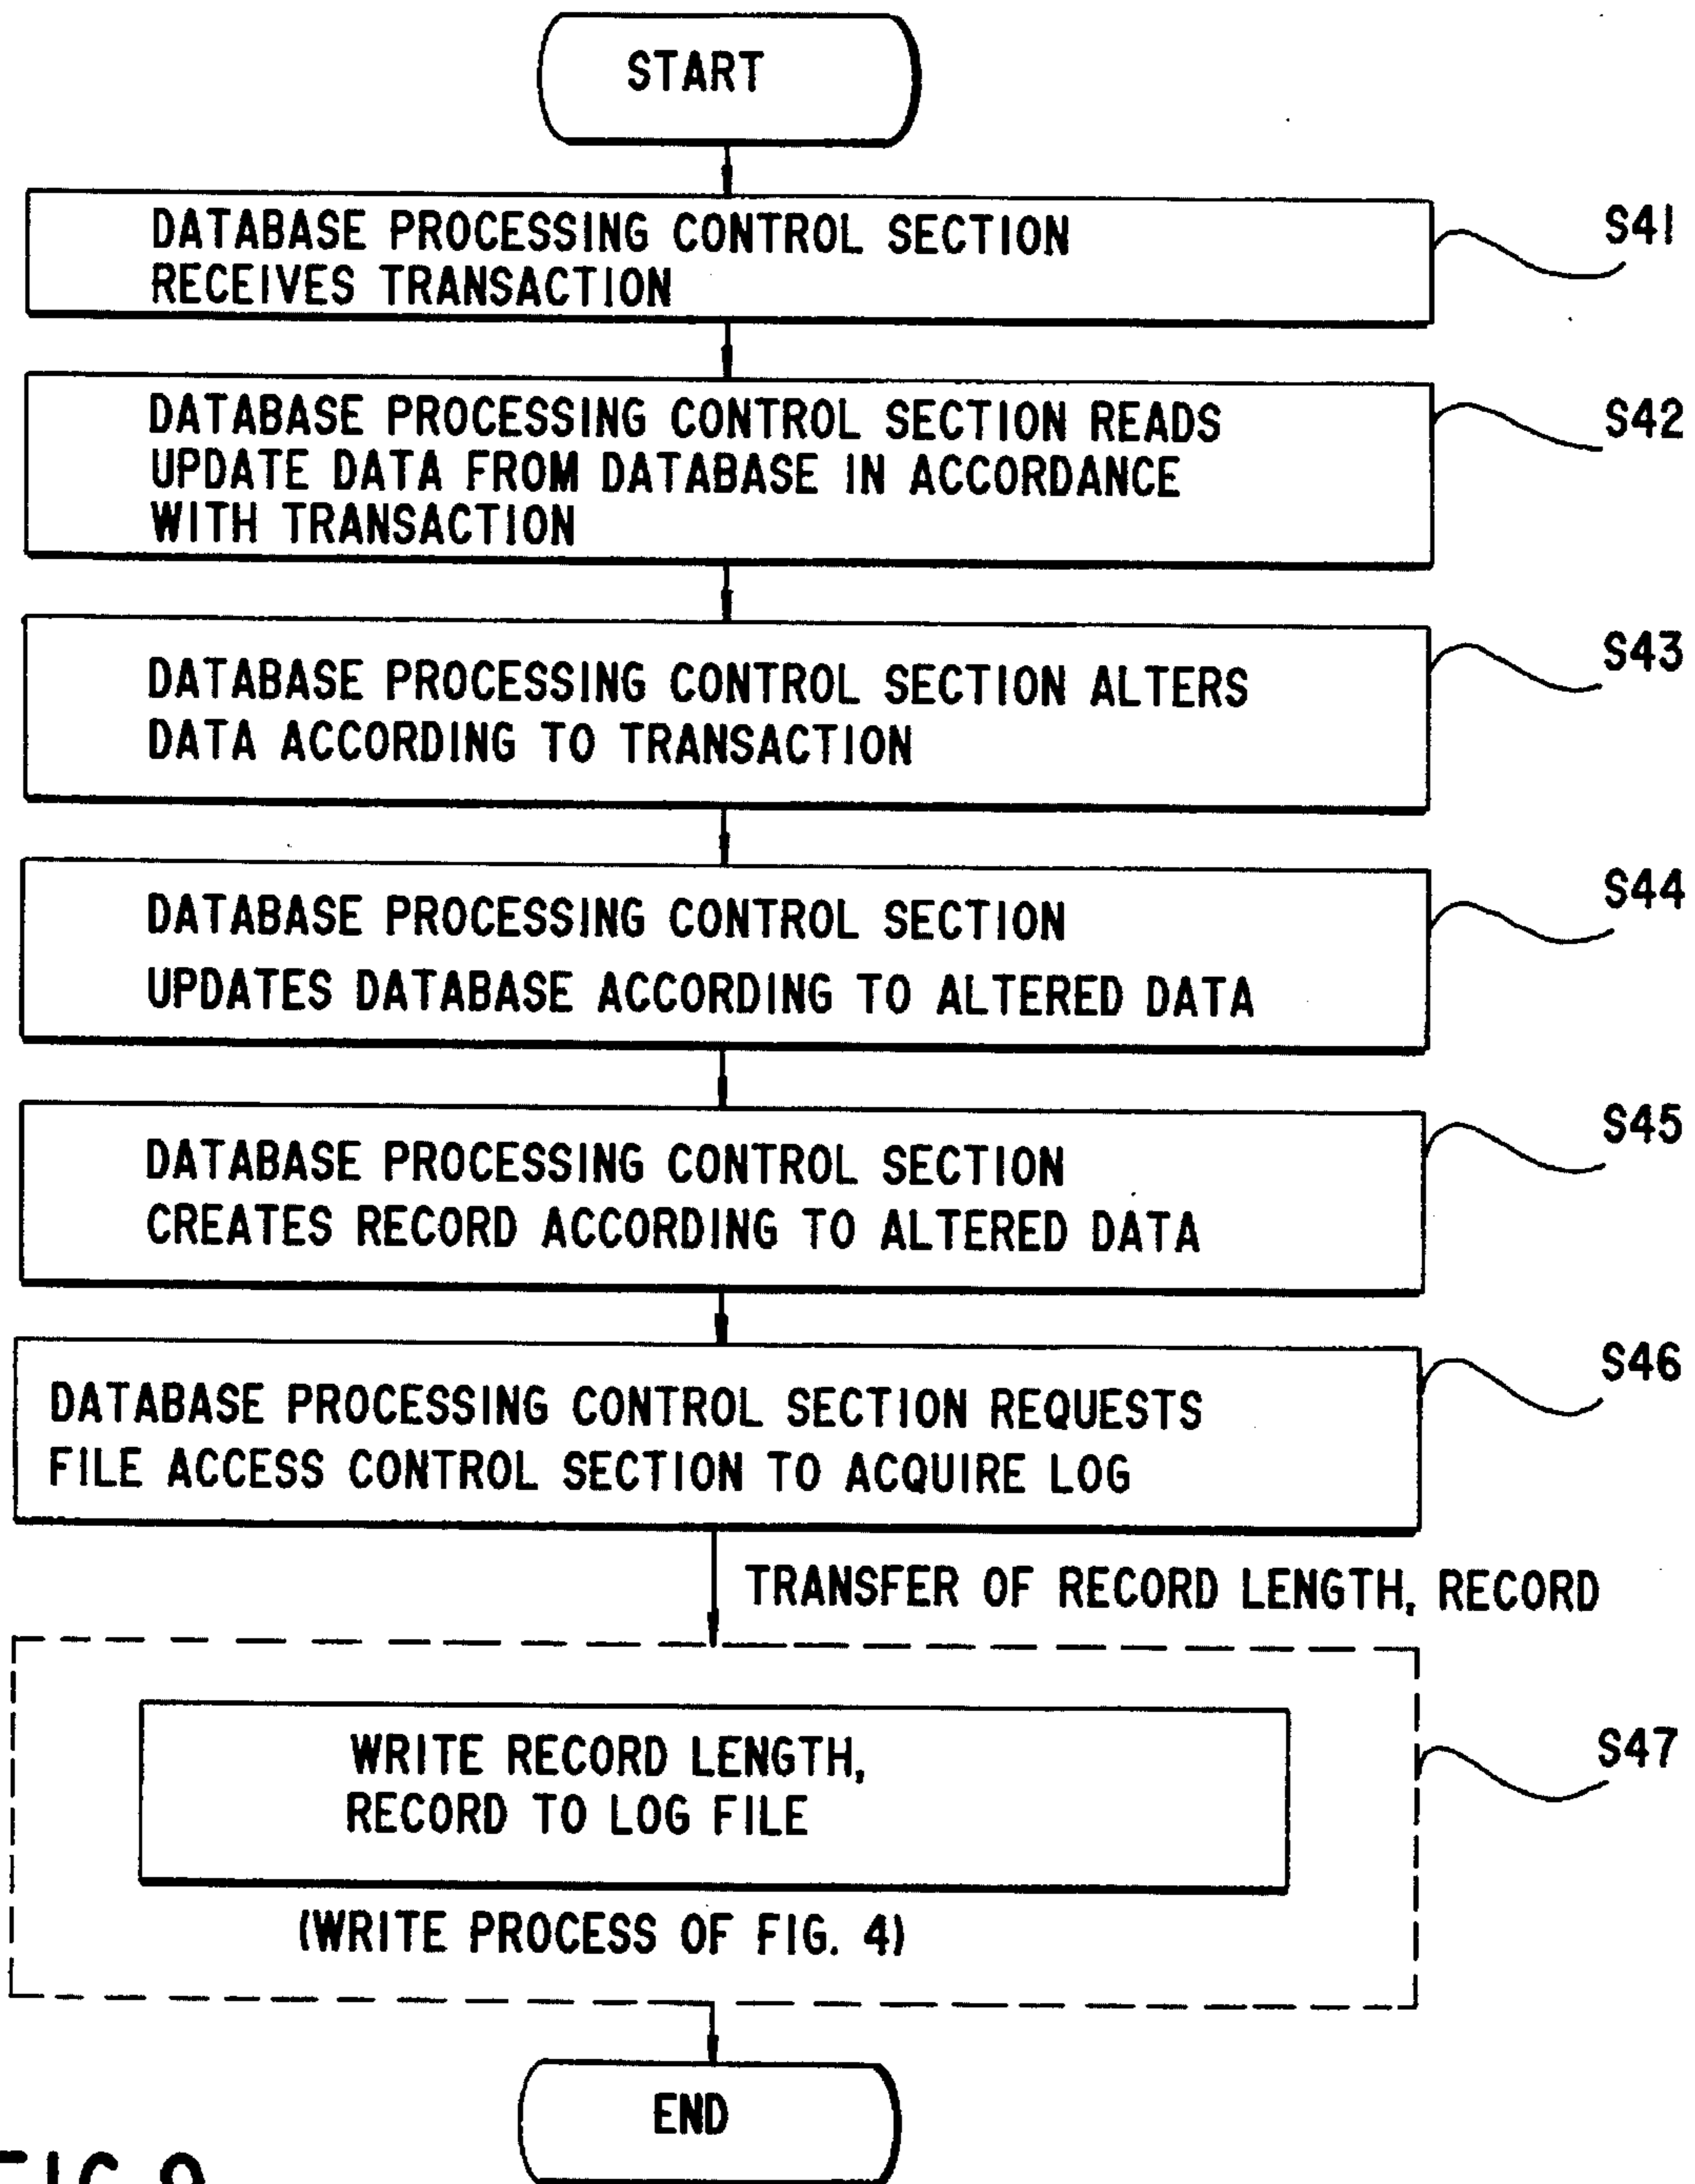 START
DATABASE PROCESSING CONTROL SECTION
RECEIVES TRANSACTION
S41
DATABASE PROCESSING CONTROL SECTION READS
UPDATE DATA FROM DATABASE IN ACCORDANCE
WITH TRANSACTION
S42
DATABASE PROCESSING CONTROL SECTION ALTERS
DATA ACCORDING TO TRANSACTION
S43
DATABASE PROCESSING CONTROL SECTION
UPDATES DATABASE ACCORDING TO ALTERED DATA
S44
DATABASE PROCESSING CONTROL SECTION
CREATES RECORD ACCORDING TO ALTERED DATA
S45
DATABASE PROCESSING CONTROL SECTION REQUESTS
FILE ACCESS CONTROL SECTION TO ACQUIRE LOG
S46
TRANSFER OF RECORD LENGTH, RECORD
WRITE RECORD LENGTH,
RECORD TO LOG FILE
S47
(WRITE PROCESS OF FIG. 4)
END